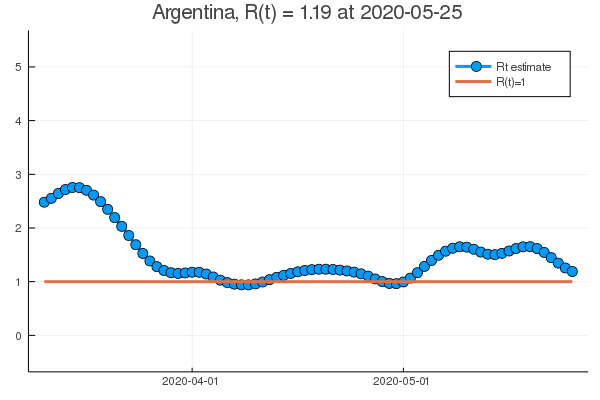 Argentina, R(t) = 1.19 at 2020-05-25
Rt estimate
R(t)=1
5
4
3
2
1
0
2020-04-01
2020-05-01